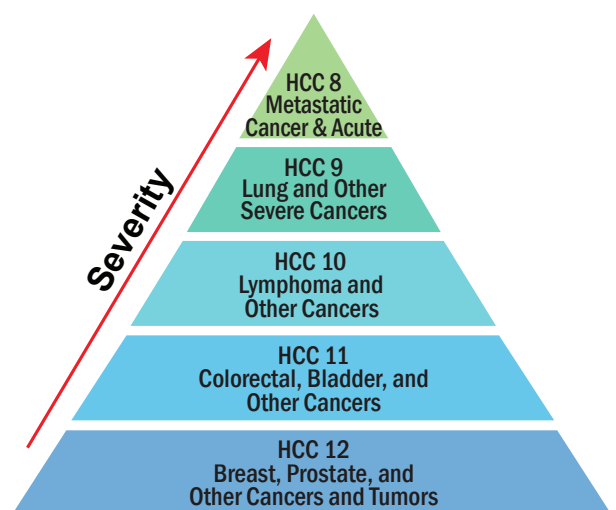 HCC 8
Metastatic
Cancer & Acute
HCC 9
Lung and Other
Severe Cancers
Severity
HCC 10
Lymphoma and
Other Cancers
HCC 11
Colorectal, Bladder, and
Other Cancers
HCC 12
Breast, Prostate, and
Other Cancers and Tumors